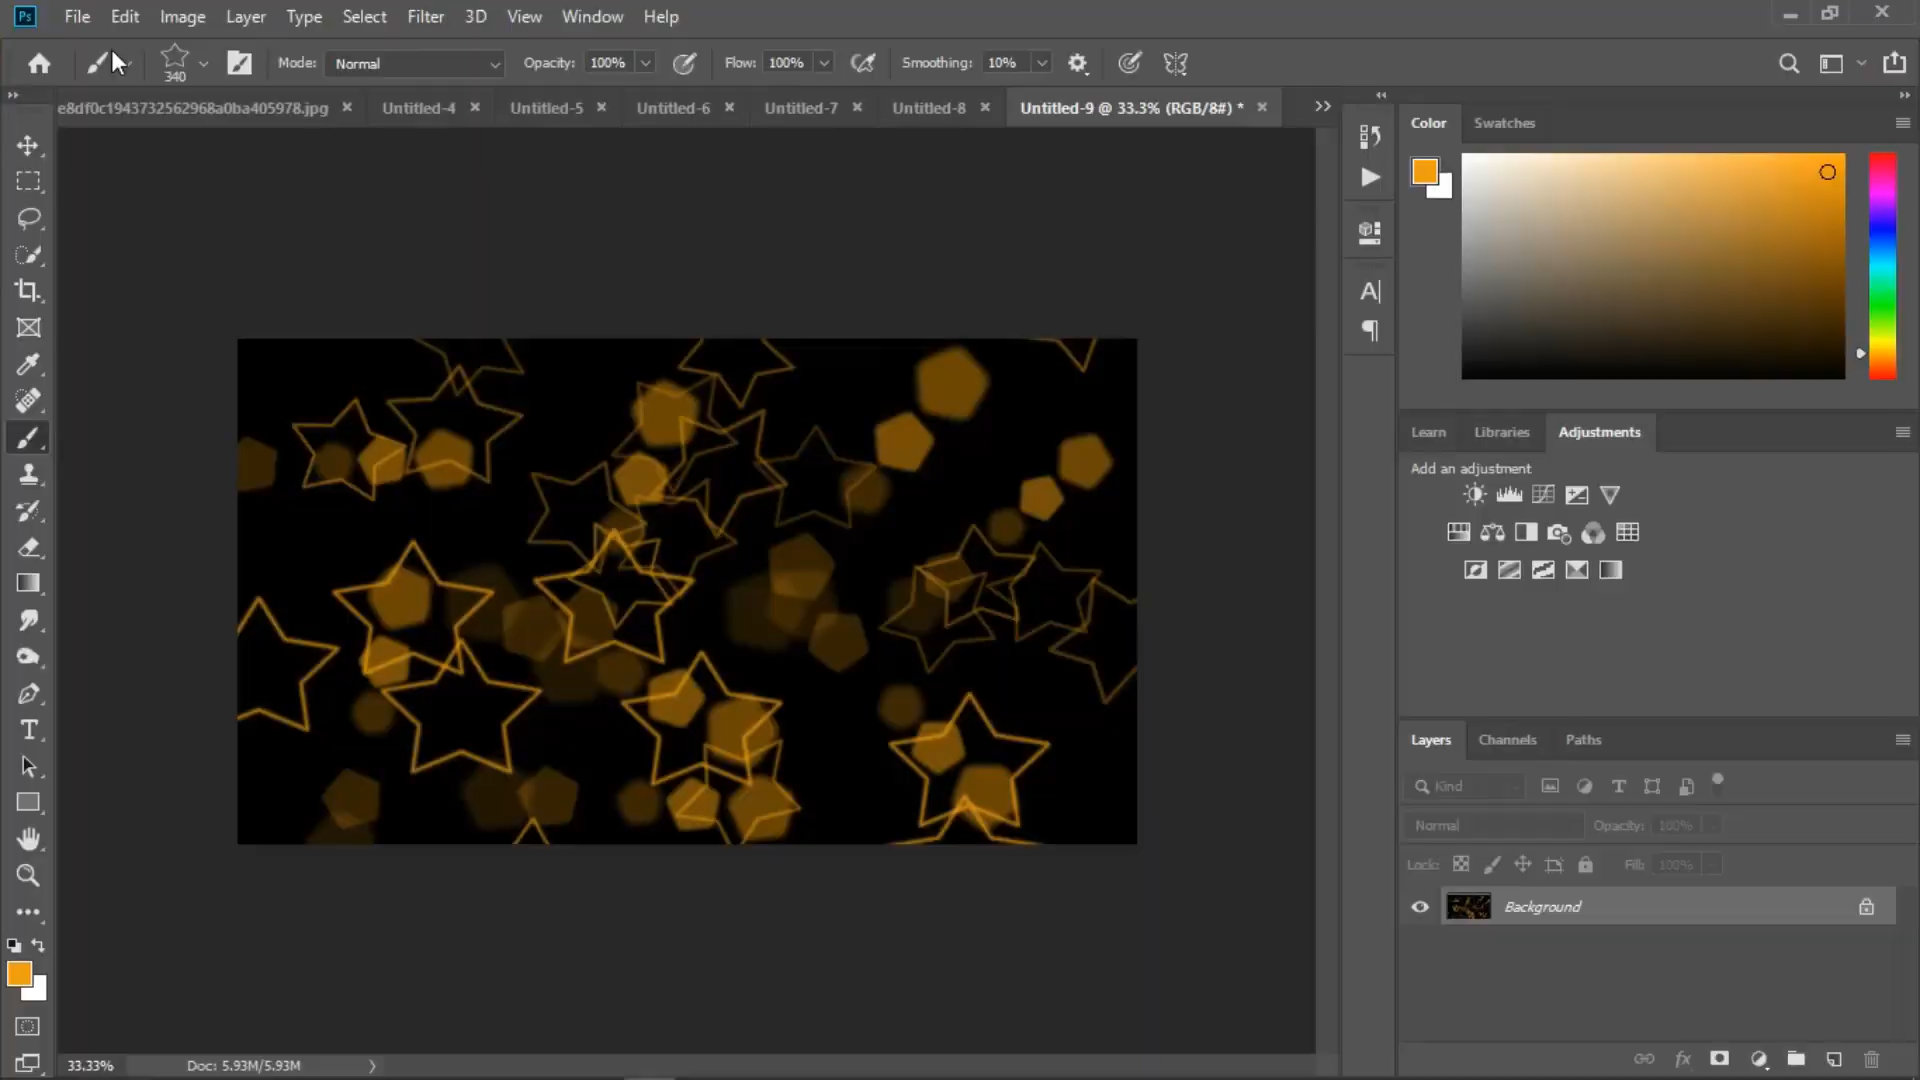 Ps File Edit Image Layer Type Select Filter 3D View Window Help
340 Mode: Normal Opacity: 100% Flow: 100% Smoothing: 10%
e8df0c1943732562968a0ba405978.jpg Untitled-4 Untitled-5 Untitled-6 Untitled-7 Untitled-8 Untitled-9 @ 33.3% (RGB/8#) *
Color Swatches
Learn Libraries Adjustments
Add an adjustment
Layers Channels Paths
Kind
Normal Opacity: 100%
Lock: Fill: 100%
Background
33.33% Doc: 5.93M/5.93M